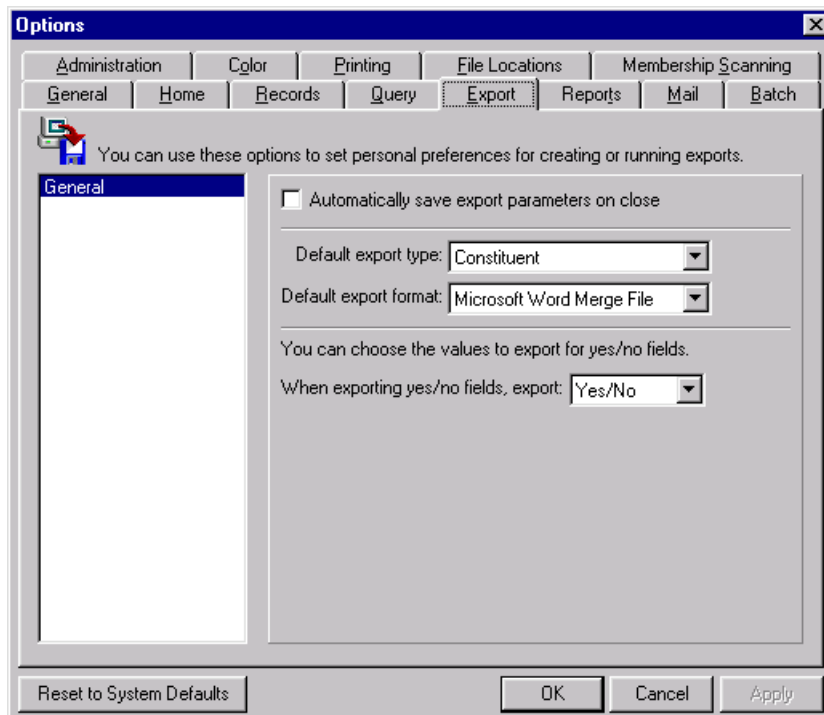 Options
Administration Color Printing File Locations Membership Scanning
General Home Records Query Export Reports Mail Batch
You can use these options to set personal preferences for creating or running exports.
General
Automatically save export parameters on close
Default export type: Constituent
Default export format: Microsoft Word Merge File
You can choose the values to export for yes/no fields.
When exporting yes/no fields, export: Yes/No
Reset to System Defaults OK Cancel Apply